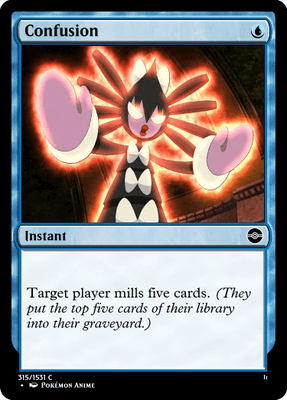 Confusion
Instant
Target player mills five cards. (They
put the top five cards of their library
into their graveyard.)
315/1531 C
Pokémon Anime